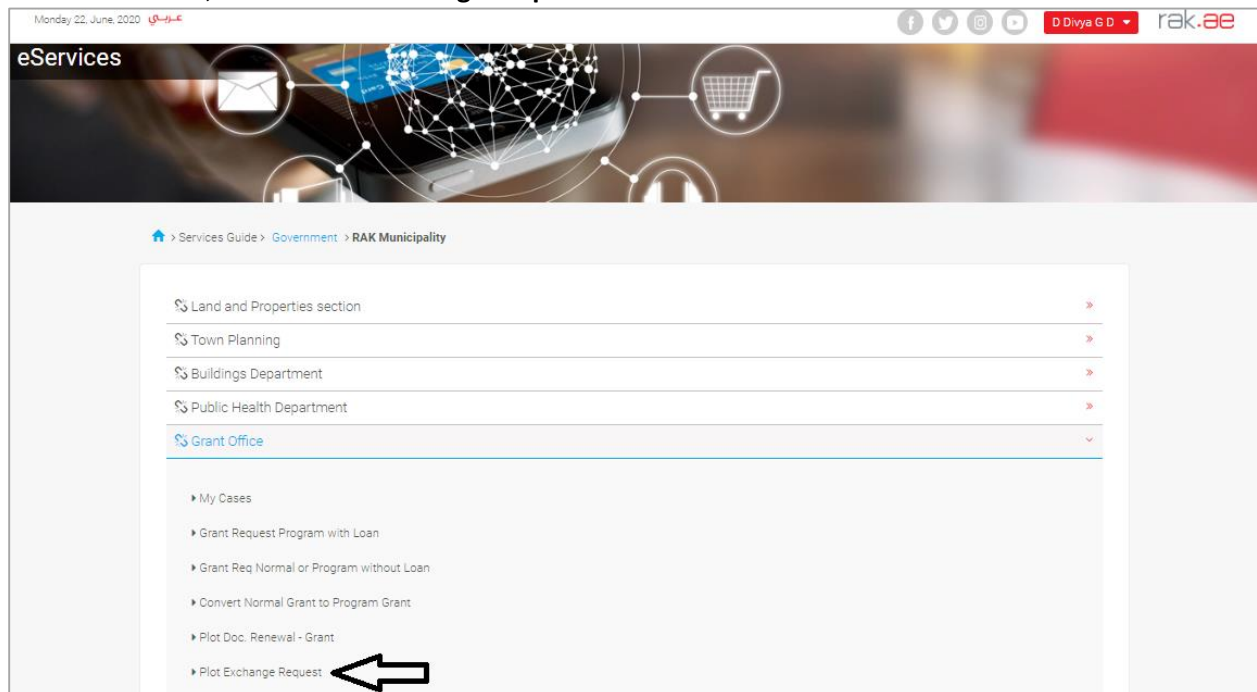 Monday 22, June, 2020 عـربـي
D Divya G D
rak.ae
eServices
> Services Guide > Government > RAK Municipality
Land and Properties section
Town Planning
Buildings Department
Public Health Department
Grant Office
My Cases
Grant Request Program with Loan
Grant Req Normal or Program without Loan
Convert Normal Grant to Program Grant
Plot Doc. Renewal - Grant
Plot Exchange Request